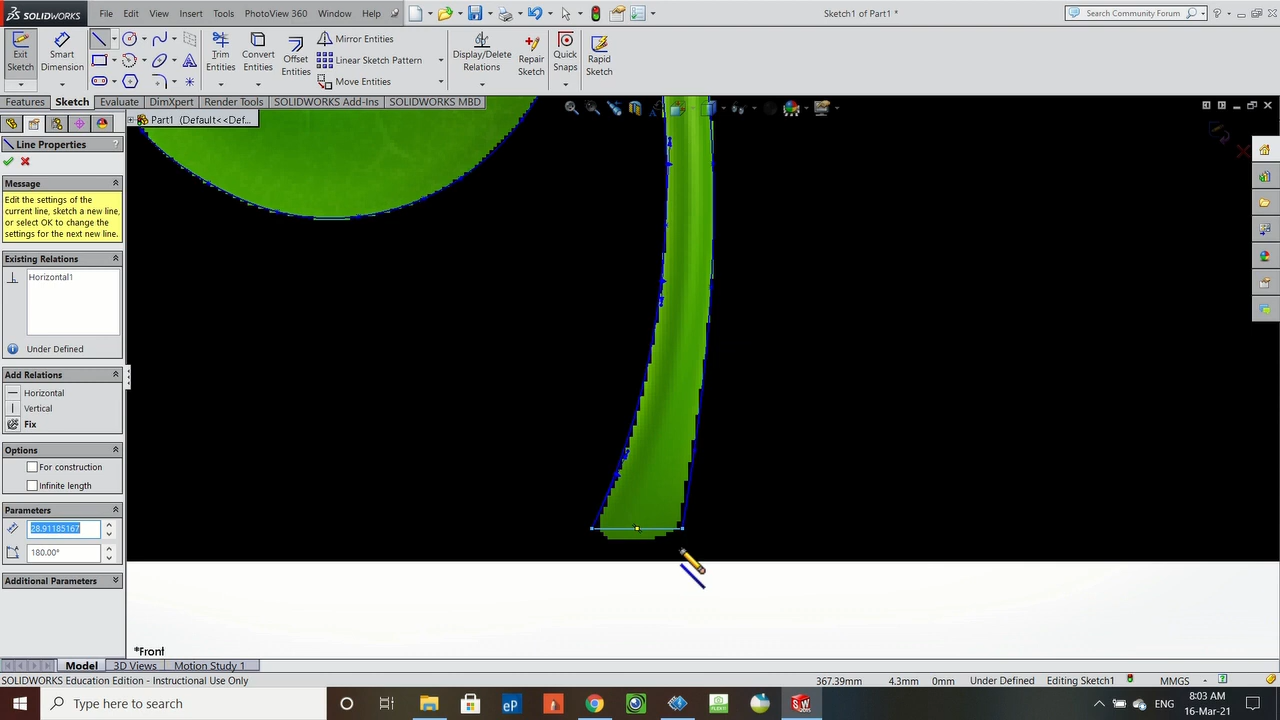 SOLIDWORKS
File Edit View Insert Tools PhotoView 360 Window Help
Sketch1 of Part1 *
Search Community Forum
Exit Sketch
Smart Dimension
Trim Entities
Convert Entities
Offset Entities
Mirror Entities
Linear Sketch Pattern
Move Entities
Display/Delete Relations
Repair Sketch
Quick Snaps
Rapid Sketch
Features Sketch Evaluate DimXpert Render Tools SOLIDWORKS Add-Ins SOLIDWORKS MBD
Part1 (Default<<Def...
Line Properties ?
Message
Edit the settings of the
current line, sketch a new line,
or select OK to change the
settings for the next new line.
Existing Relations
Horizontal1
Under Defined
Add Relations
Horizontal
Vertical
Fix
Options
For construction
Infinite length
Parameters
28.91185167
180.00°
Additional Parameters
*Front
Model 3D Views Motion Study 1
SOLIDWORKS Education Edition - Instructional Use Only
367.39mm 4.3mm 0mm Under Defined Editing Sketch1 MMGS -
Type here to search
eP
ENG
8:03 AM
16-Mar-21